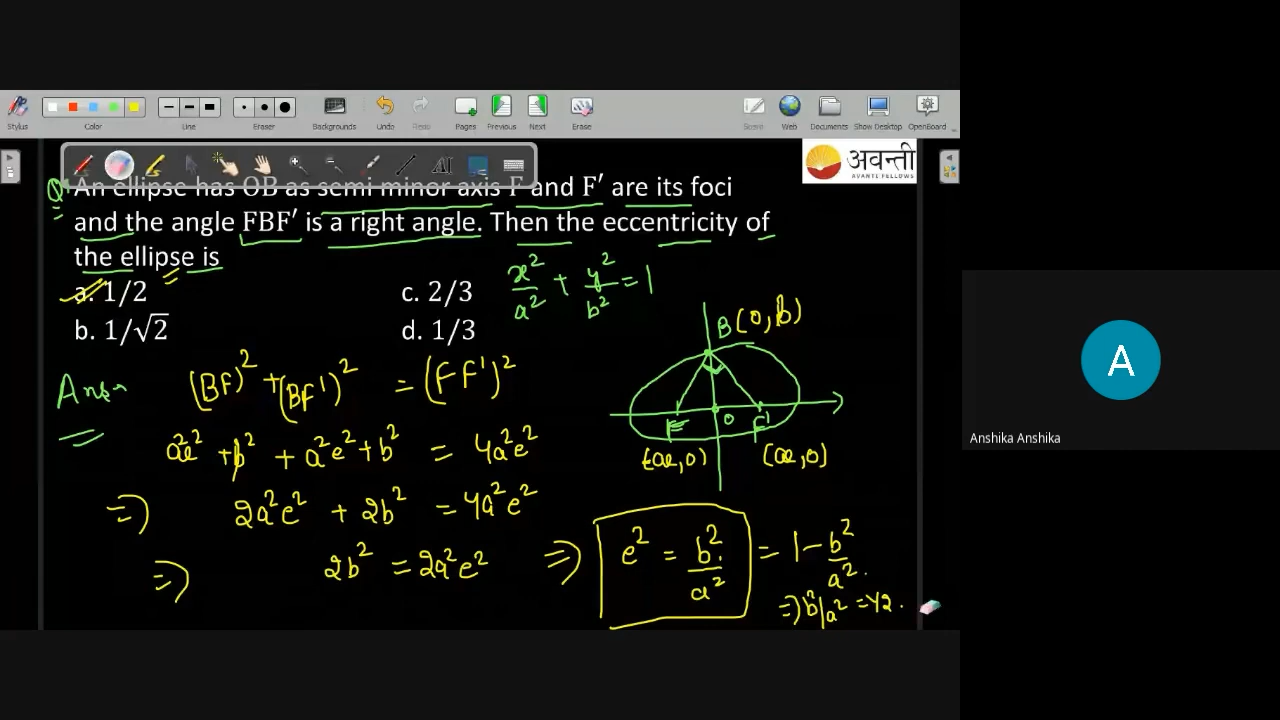 Stylus
Color
Line
Eraser
Backgrounds
Undo
Redo
Pages
Previous
Next
Erase
Board
Web
Documents
Show Desktop
OpenBoard
अवन्ती
AVANTI FELLOWS
Q An ellipse has OB as semi minor axis F and F′ are its foci
and the angle FBF′ is a right angle. Then the eccentricity of
the ellipse is
a. 1/2
c. 2/3
b. 1/√2
d. 1/3
x²/a² + y²/b² = 1
B(0,b)
F
O
F'
(-ae,0)
(ae,0)
Ans
(BF)² + (BF')² = (FF')²
a²e² + b² + a²e² + b² = 4a²e²
=) 2a²e² + 2b² = 4a²e²
=) 2b² = 2a²e² =) e² = b²/a² = 1 - b²/a².
=) b²/a² = 1/2.
A
Anshika Anshika